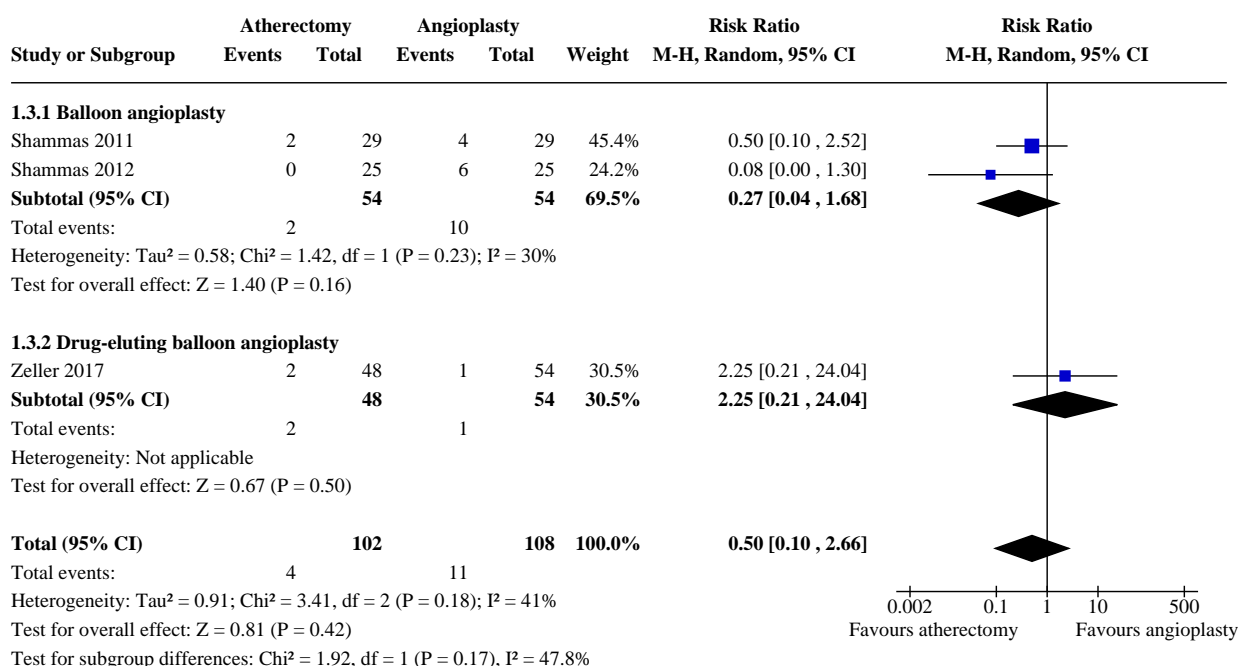 Atherectomy Angioplasty Risk Ratio Risk Ratio
Study or Subgroup Events Total Events Total Weight M-H, Random, 95% CI M-H, Random, 95% CI
1.3.1 Balloon angioplasty
Shammas 2011 2 29 4 29 45.4% 0.50 [0.10 , 2.52]
Shammas 2012 0 25 6 25 24.2% 0.08 [0.00 , 1.30]
Subtotal (95% CI) 54 54 69.5% 0.27 [0.04 , 1.68]
Total events: 2 10
Heterogeneity: Tau² = 0.58; Chi² = 1.42, df = 1 (P = 0.23); I² = 30%
Test for overall effect: Z = 1.40 (P = 0.16)
1.3.2 Drug-eluting balloon angioplasty
Zeller 2017 2 48 1 54 30.5% 2.25 [0.21 , 24.04]
Subtotal (95% CI) 48 54 30.5% 2.25 [0.21 , 24.04]
Total events: 2 1
Heterogeneity: Not applicable
Test for overall effect: Z = 0.67 (P = 0.50)
Total (95% CI) 102 108 100.0% 0.50 [0.10 , 2.66]
Total events: 4 11
Heterogeneity: Tau² = 0.91; Chi² = 3.41, df = 2 (P = 0.18); I² = 41%
0.002 0.1 1 10 500
Test for overall effect: Z = 0.81 (P = 0.42)
Favours atherectomy Favours angioplasty
Test for subgroup differences: Chi² = 1.92, df = 1 (P = 0.17), I² = 47.8%